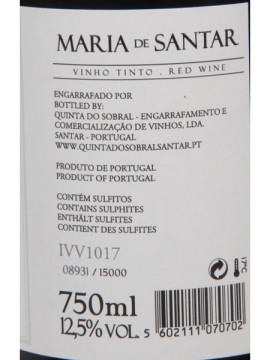 MARIA DE SANTAR
VINHO TINTO . RED WINE
ENGARRAFADO POR
BOTTLED BY:
QUINTA DO SOBRAL - ENGARRAFAMENTO E
COMERCIALIZAÇÃO DE VINHOS, LDA.
SANTAR - PORTUGAL
WWW.QUINTADOSOBRALSANTAR.PT
PRODUTO DE PORTUGAL
PRODUCT OF PORTUGAL
CONTÉM SULFITOS
CONTAINS SULPHITES
ENTHÄLT SULFITES
CONTIENT DES SULFITES
IVV1017
08931 / 15000
17ºC
750ml
12,5% VOL.
5 602111 070702